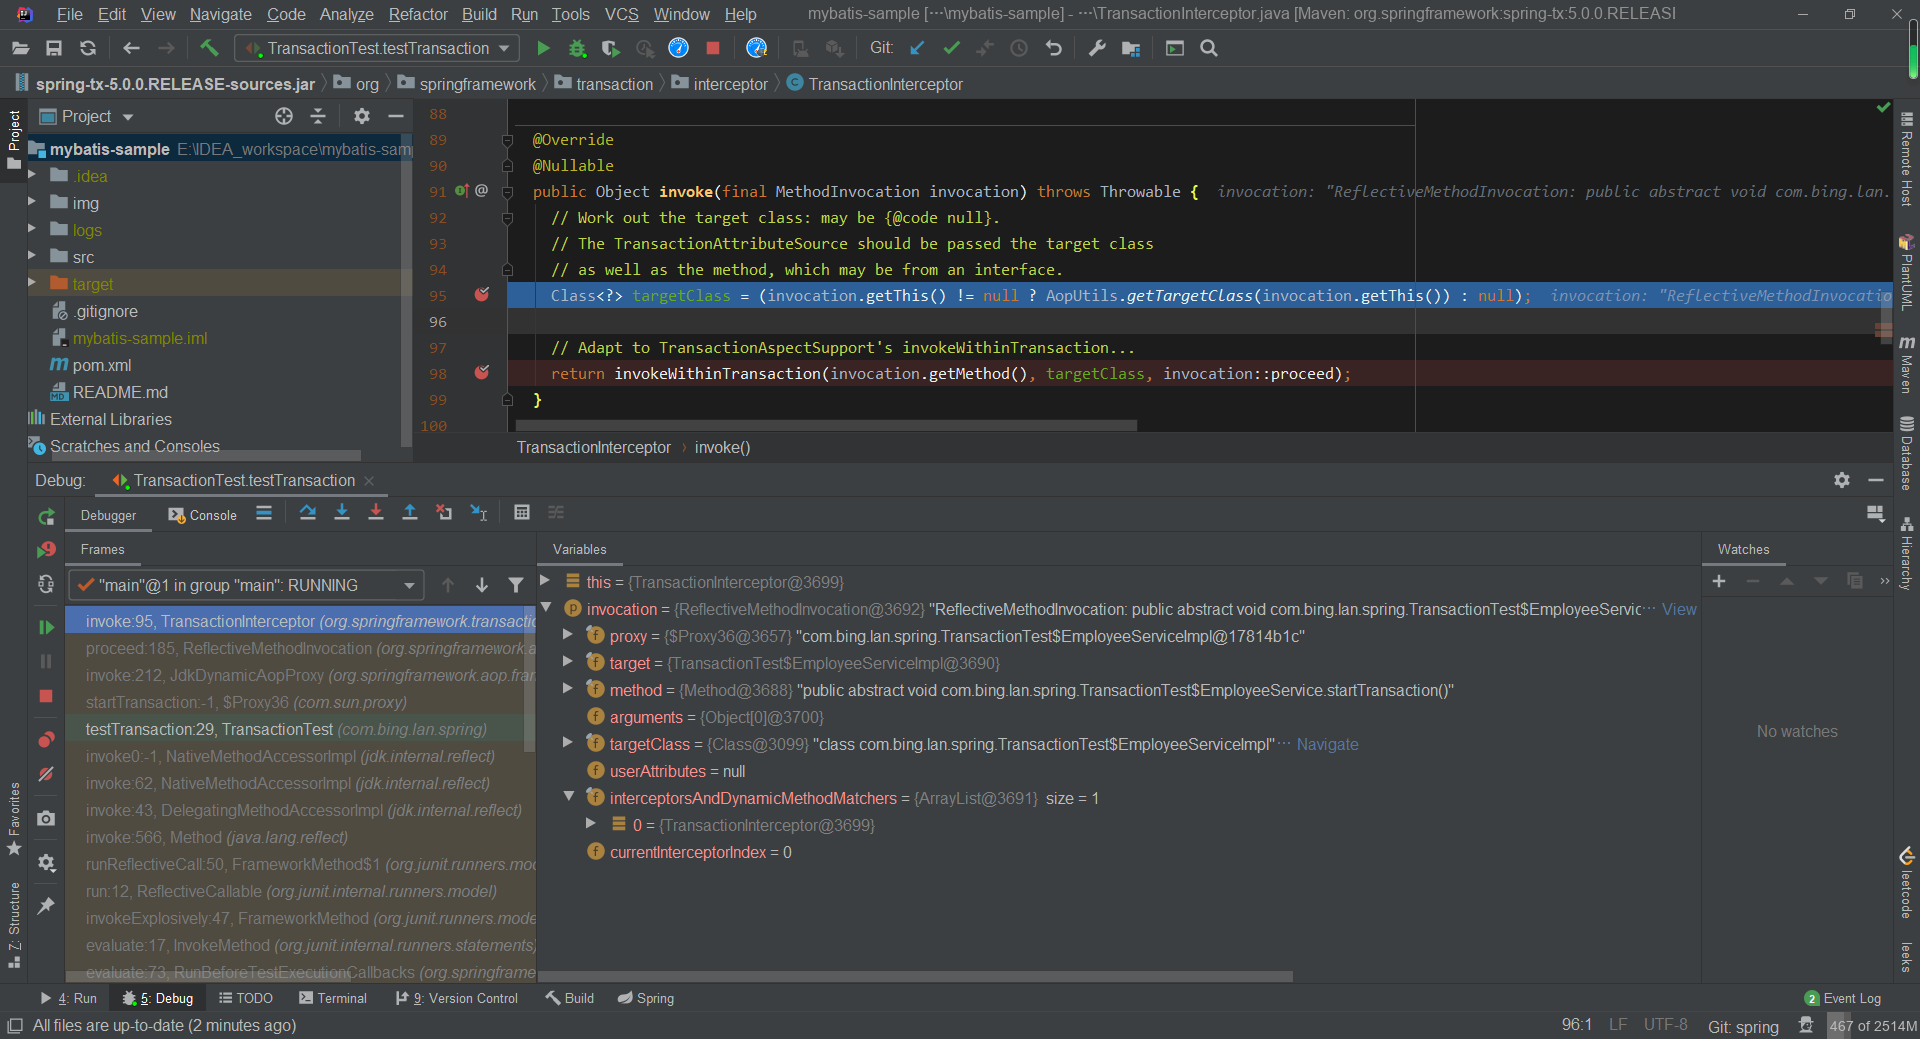 File Edit View Navigate Code Analyze Refactor Build Run Tools VCS Window Help mybatis-sample [···\mybatis-sample] - ···\TransactionInterceptor.java [Maven: org.springframework:spring-tx:5.0.0.RELEASI
TransactionTest.testTransaction Git:
spring-tx-5.0.0.RELEASE-sources.jar org springframework transaction interceptor TransactionInterceptor
Project
Project
mybatis-sample E:\IDEA_workspace\mybatis-sam
.idea
img
logs
src
target
.gitignore
mybatis-sample.iml
pom.xml
README.md
External Libraries
Scratches and Consoles
88
89 @Override
90 @Nullable
91 public Object invoke(final MethodInvocation invocation) throws Throwable { invocation: "ReflectiveMethodInvocation: public abstract void com.bing.lan.
92 // Work out the target class: may be {@code null}.
93 // The TransactionAttributeSource should be passed the target class
94 // as well as the method, which may be from an interface.
95 Class<?> targetClass = (invocation.getThis() != null ? AopUtils.getTargetClass(invocation.getThis()) : null); invocation: "ReflectiveMethodInvocatio
96
97 // Adapt to TransactionAspectSupport's invokeWithinTransaction...
98 return invokeWithinTransaction(invocation.getMethod(), targetClass, invocation::proceed);
99 }
100
TransactionInterceptor › invoke()
Remote Host
PlantUML
Maven
Database
Hierarchy
leetcode
leeks
Debug: TransactionTest.testTransaction
Debugger Console
Frames
"main"@1 in group "main": RUNNING
invoke:95, TransactionInterceptor (org.springframework.transactio
proceed:185, ReflectiveMethodInvocation (org.springframework.a
invoke:212, JdkDynamicAopProxy (org.springframework.aop.fran
startTransaction:-1, $Proxy36 (com.sun.proxy)
testTransaction:29, TransactionTest (com.bing.lan.spring)
invoke0:-1, NativeMethodAccessorImpl (jdk.internal.reflect)
invoke:62, NativeMethodAccessorImpl (jdk.internal.reflect)
invoke:43, DelegatingMethodAccessorImpl (jdk.internal.reflect)
invoke:566, Method (java.lang.reflect)
runReflectiveCall:50, FrameworkMethod$1 (org.junit.runners.mod
run:12, ReflectiveCallable (org.junit.internal.runners.model)
invokeExplosively:47, FrameworkMethod (org.junit.runners.mode
evaluate:17, InvokeMethod (org.junit.internal.runners.statements)
evaluate:73, RunBeforeTestExecutionCallbacks (org.springframe
Variables
this = {TransactionInterceptor@3699}
invocation = {ReflectiveMethodInvocation@3692} "ReflectiveMethodInvocation: public abstract void com.bing.lan.spring.TransactionTest$EmployeeServic··· View
proxy = {$Proxy36@3657} "com.bing.lan.spring.TransactionTest$EmployeeServiceImpl@17814b1c"
target = {TransactionTest$EmployeeServiceImpl@3690}
method = {Method@3688} "public abstract void com.bing.lan.spring.TransactionTest$EmployeeService.startTransaction()"
arguments = {Object[0]@3700}
targetClass = {Class@3099} "class com.bing.lan.spring.TransactionTest$EmployeeServiceImpl"··· Navigate
userAttributes = null
interceptorsAndDynamicMethodMatchers = {ArrayList@3691} size = 1
0 = {TransactionInterceptor@3699}
currentInterceptorIndex = 0
Watches
No watches
Favorites
Z: Structure
4: Run 5: Debug TODO Terminal 9: Version Control Build Spring 2 Event Log
All files are up-to-date (2 minutes ago) 96:1 LF UTF-8 Git: spring 467 of 2514M